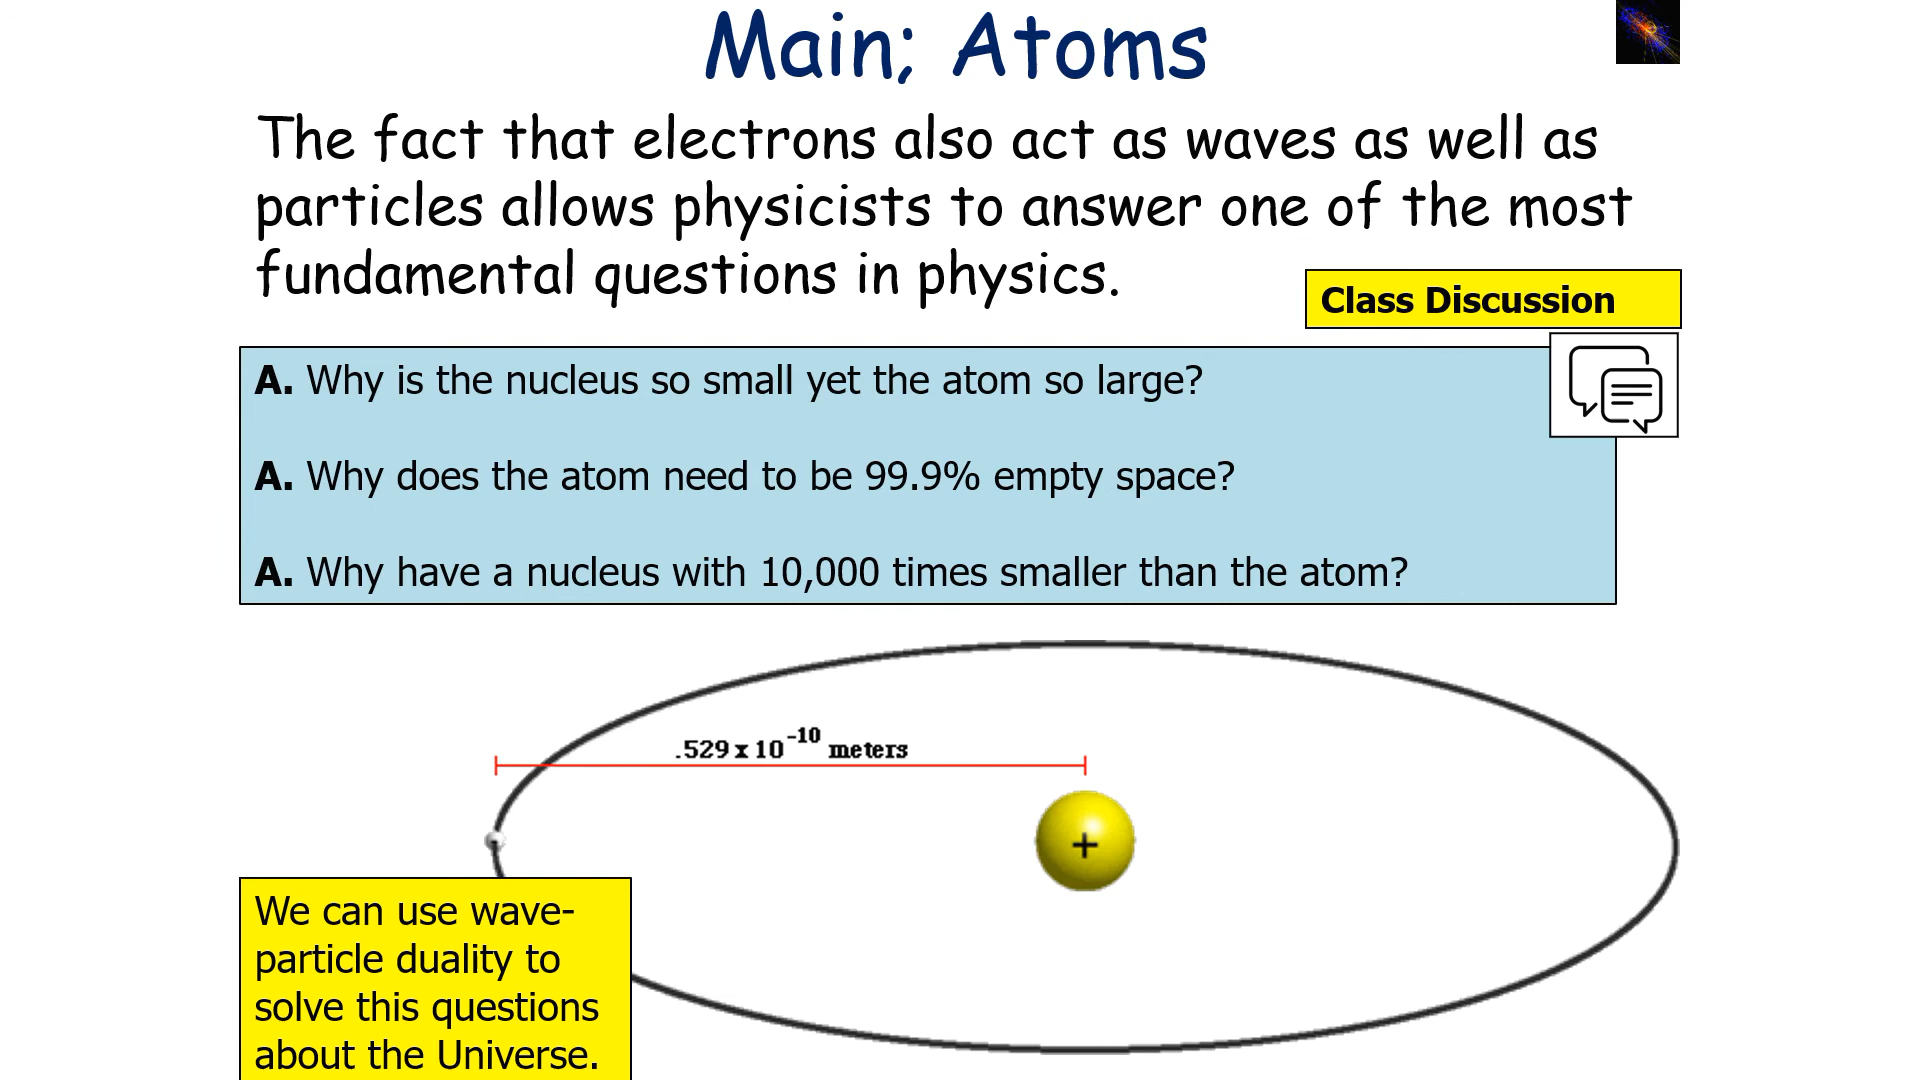 Main; Atoms
The fact that electrons also act as waves as well as
particles allows physicists to answer one of the most
fundamental questions in physics.
Class Discussion
A. Why is the nucleus so small yet the atom so large?
A. Why does the atom need to be 99.9% empty space?
A. Why have a nucleus with 10,000 times smaller than the atom?
.529 x 10⁻¹⁰ meters
+
We can use wave-
particle duality to
solve this questions
about the Universe.